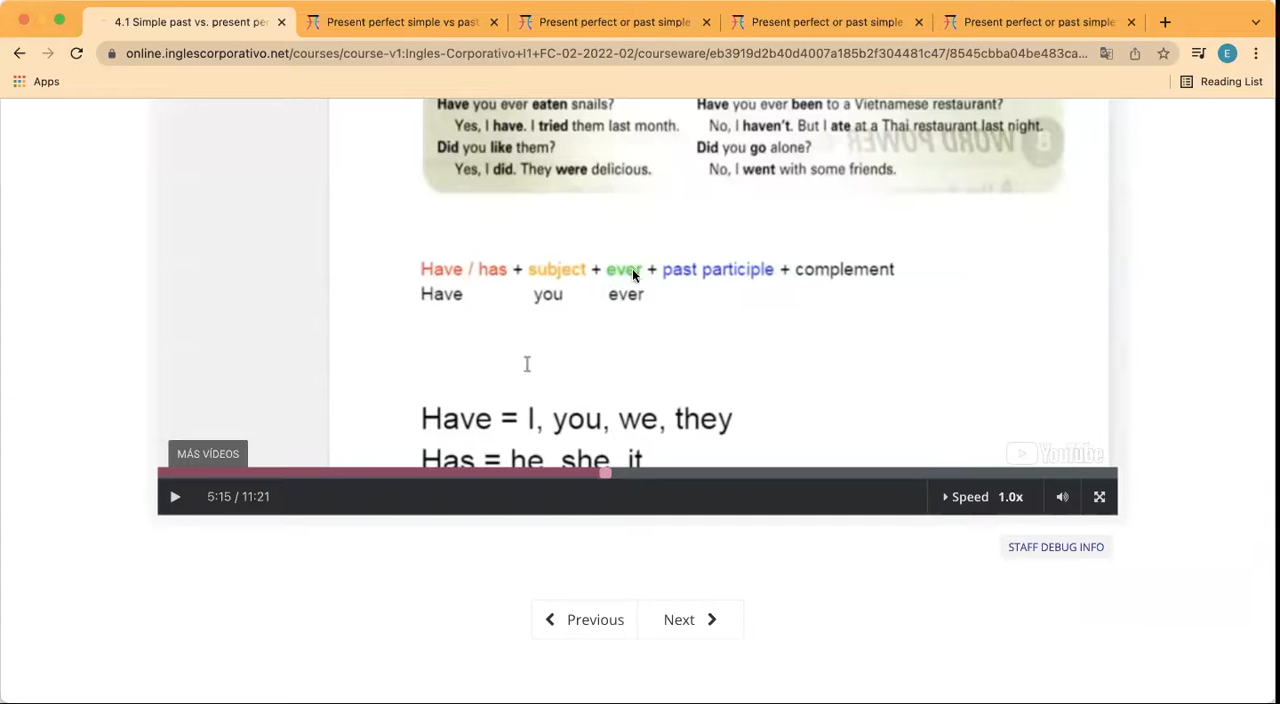 4.1 Simple past vs. present per
Present perfect simple vs past
Present perfect or past simple
Present perfect or past simple
Present perfect or past simple
online.inglescorporativo.net/courses/course-v1:Ingles-Corporativo+I1+FC-02-2022-02/courseware/eb3919d2b40d4007a185b2f304481c47/8545cbba04be483ca...
E
Apps
Reading List
Have you ever eaten snails?
Yes, I have. I tried them last month.
Did you like them?
Yes, I did. They were delicious.
Have you ever been to a Vietnamese restaurant?
No, I haven't. But I ate at a Thai restaurant last night.
Did you go alone?
No, I went with some friends.
8 WORD POWER
Have / has + subject + ever + past participle + complement
Have you ever
Have = I, you, we, they
Has = he, she, it
MÁS VÍDEOS
YouTube
5:15 / 11:21
Speed 1.0x
STAFF DEBUG INFO
Previous
Next